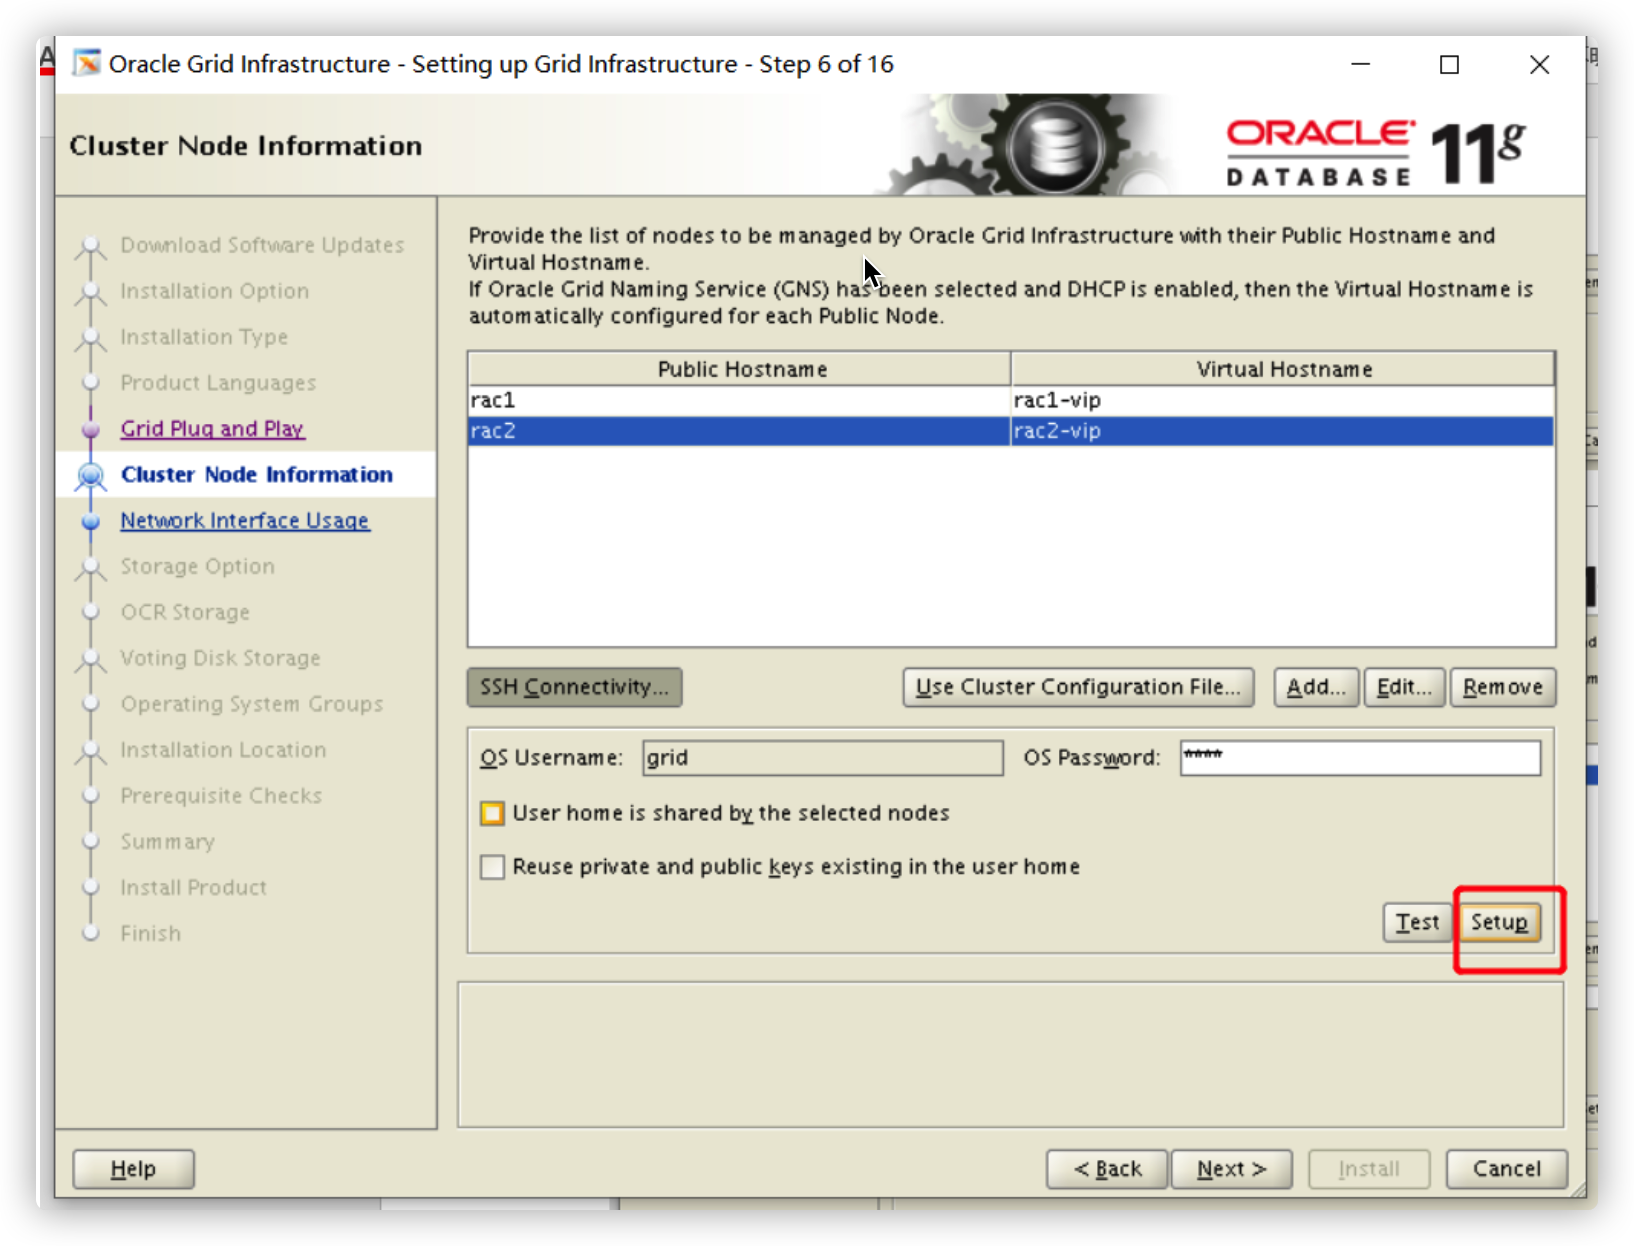 Oracle Grid Infrastructure - Setting up Grid Infrastructure - Step 6 of 16
Cluster Node Information
ORACLE
DATABASE
11g
Download Software Updates
Installation Option
Installation Type
Product Languages
Grid Plug and Play
Cluster Node Information
Network Interface Usage
Storage Option
OCR Storage
Voting Disk Storage
Operating System Groups
Installation Location
Prerequisite Checks
Summary
Install Product
Finish
Provide the list of nodes to be managed by Oracle Grid Infrastructure with their Public Hostname and
Virtual Hostname.
If Oracle Grid Naming Service (GNS) has been selected and DHCP is enabled, then the Virtual Hostname is
automatically configured for each Public Node.
Public Hostname Virtual Hostname
rac1 rac1-vip
rac2 rac2-vip
SSH Connectivity... Use Cluster Configuration File... Add... Edit... Remove
OS Username: grid OS Password: ****
User home is shared by the selected nodes
Reuse private and public keys existing in the user home
Test Setup
Help < Back Next > Install Cancel